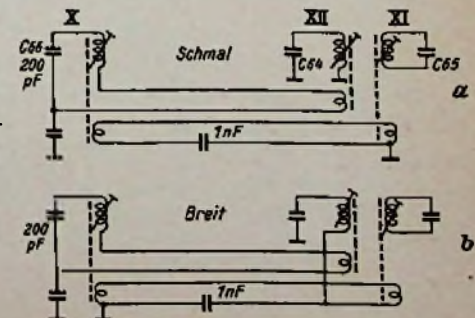 X XII XI
C66
200
pF
Schmal
C64
C65
a
1nF
200
pF
Breit
b
1nF